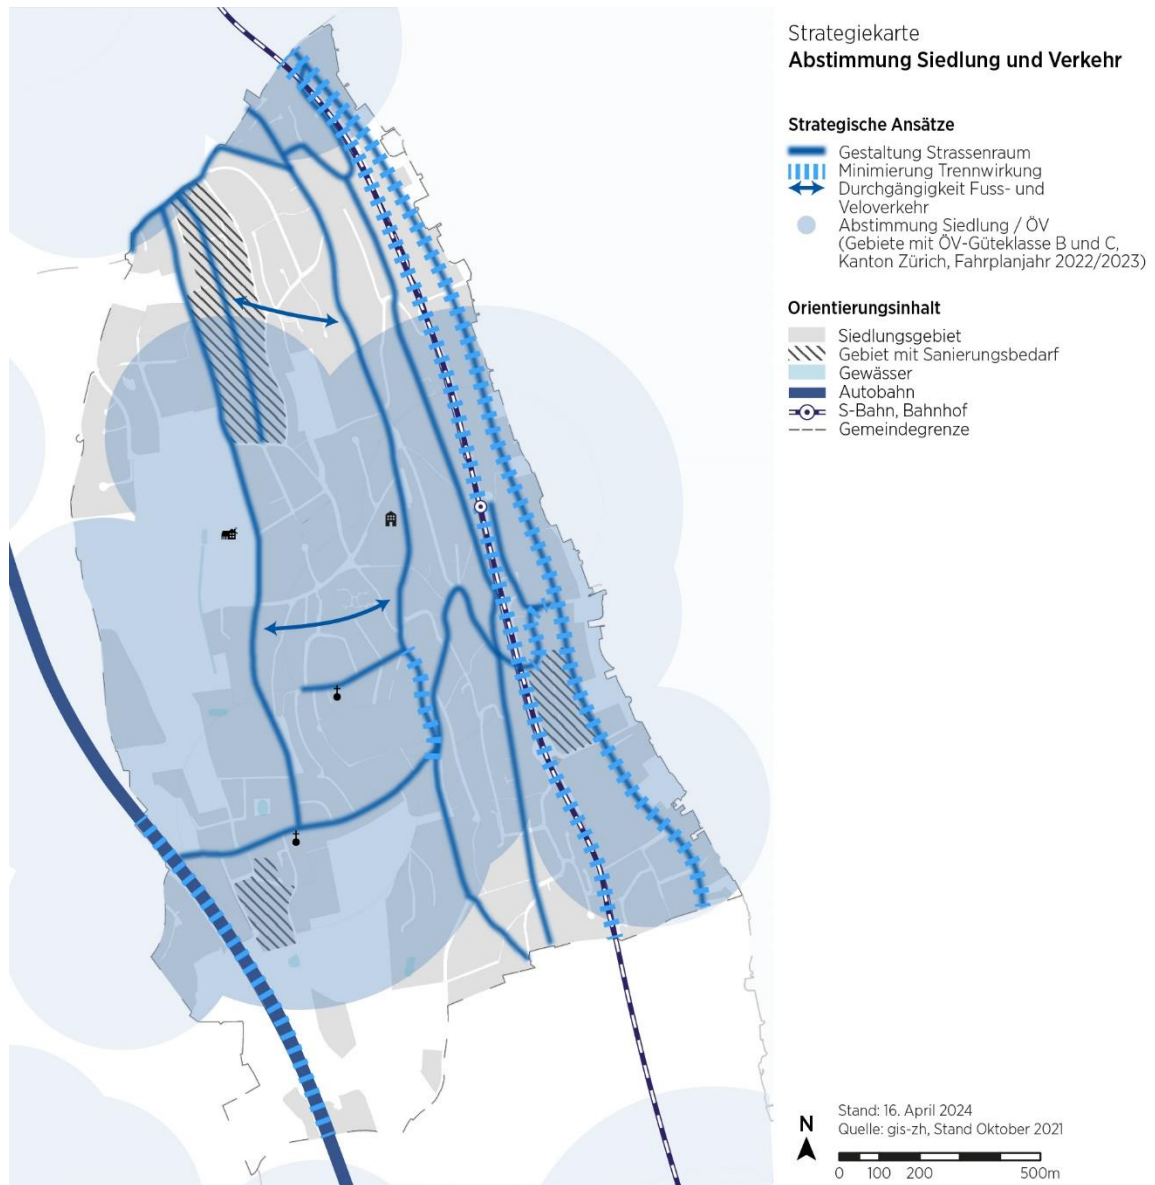 Strategiekarte
Abstimmung Siedlung und Verkehr
Strategische Ansätze
Gestaltung Strassenraum
Minimierung Trennwirkung
Durchgängigkeit Fuss- und
Veloverkehr
Abstimmung Siedlung / ÖV
(Gebiete mit ÖV-Güteklasse B und C,
Kanton Zürich, Fahrplanjahr 2022/2023)
Orientierungsinhalt
Siedlungsgebiet
Gebiet mit Sanierungsbedarf
Gewässer
Autobahn
S-Bahn, Bahnhof
Gemeindegrenze
N
Stand: 16. April 2024
Quelle: gis-zh, Stand Oktober 2021
0 100 200 500m